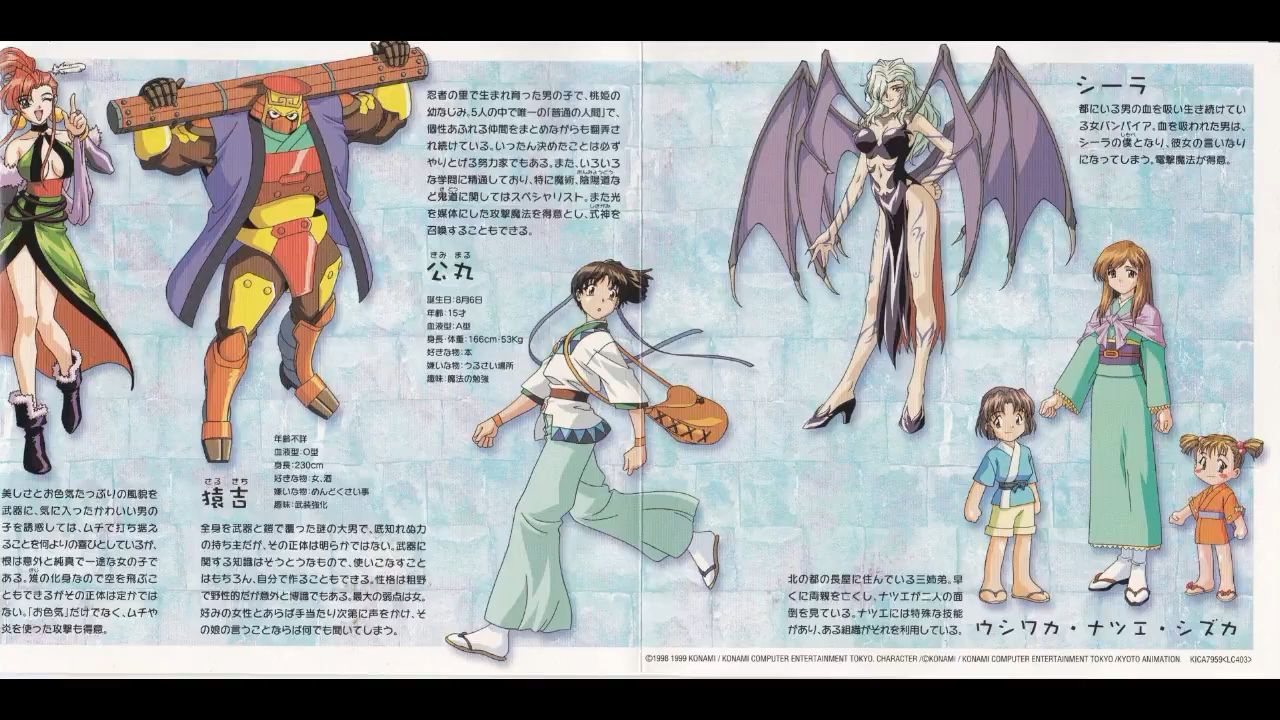 美しさとお色気たっぷりの風貌を
武器に、気に入ったかわいい男の
子を誘惑しては、ムチで打ち据え
ることを何よりの喜びとしているが、
根は意外と純真で一途な女の子で
ある。雉の化身なので空を飛ぶこ
ともできるがその正体は定かでは
ない。「お色気」だけでなく、ムチや
炎を使った攻撃も得意。
年齢不詳
血液型：O型
身長：230cm
好きな物：女、酒
嫌いな物：めんどくさい事
趣味：武装強化
さる きち
猿吉
全身を武器と鎧で覆った謎の大男で、底知れぬ力
の持ち主だが、その正体は明らかではない。武器に
関する知識はそうとうなもので、使いこなすこと
はもちろん、自分で作ることもできる。性格は粗野
で野性的だが意外と博識でもある。最大の弱点は女。
好みの女性とあらば手当たり次第に声をかけ、そ
の娘の言うことならば何でも聞いてしまう。
忍者の里で生まれ育った男の子で、桃姫の
幼なじみ。5人の中で唯一の「普通の人間」で、
個性あふれる仲間をまとめながらも翻弄さ
れ続けている。いったん決めたことは必ず
やりとげる努力家でもある。また、いろいろ
な学問に精通しており、特に魔術、陰陽道な
ど鬼道に関してはスペシャリスト。また光
を媒体にした攻撃魔法を得意とし、式神を
召喚することもできる。
きみ まる
公丸
誕生日：8月6日
年齢：15才
血液型：A型
身長・体重：166cm・53Kg
好きな物：本
嫌いな物：うるさい場所
趣味：魔法の勉強
シーラ
都にいる男の血を吸い生き続けてい
る女バンパイア。血を吸われた男は、
シーラの僕となり、彼女の言いなり
になってしまう。電撃魔法が得意。
北の都の長屋に住んでいる三姉弟。早
くに両親を亡くし、ナツエが二人の面
倒を見ている。ナツエには特殊な技能
があり、ある組織がそれを利用している。
ウシワカ・ナツエ・シズカ
©1998 1999 KONAMI / KONAMI COMPUTER ENTERTAINMENT TOKYO. CHARACTER /©KONAMI / KONAMI COMPUTER ENTERTAINMENT TOKYO /KYOTO ANIMATION. KICA7959<LC403>